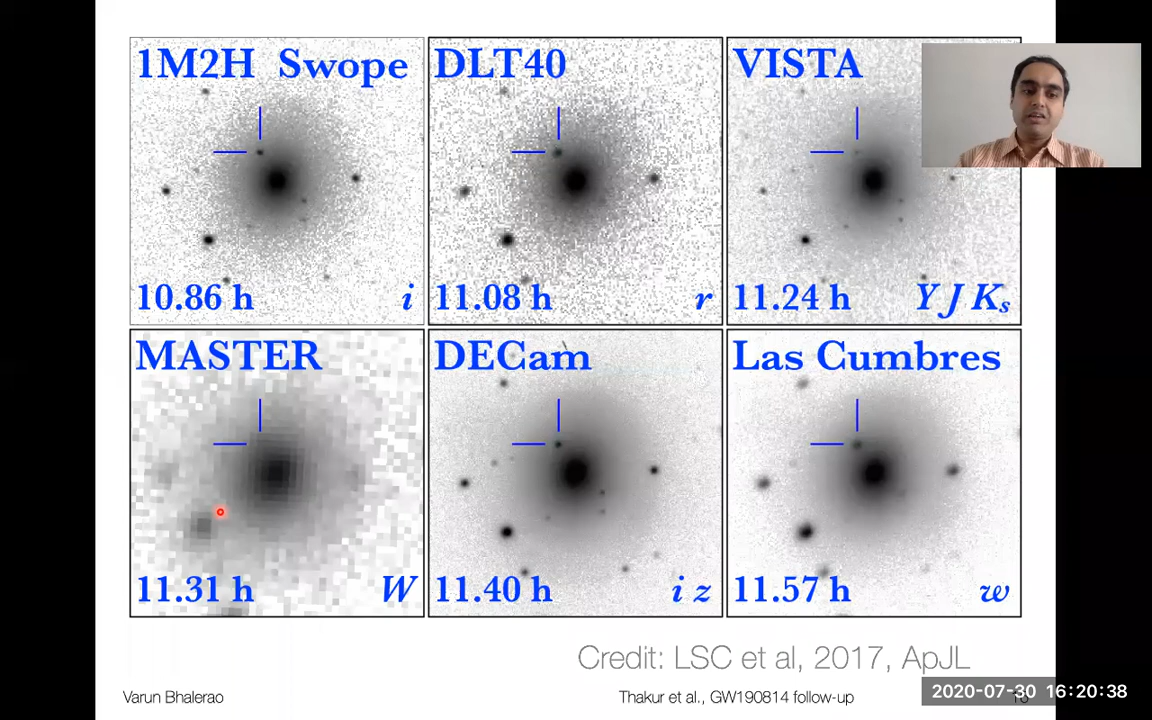 1M2H Swope
DLT40
VISTA
10.86 h
i
11.08 h
r
11.24 h
Y J Ks
MASTER
DECam
Las Cumbres
11.31 h
W
11.40 h
i z
11.57 h
w
Credit: LSC et al, 2017, ApJL
Varun Bhalerao
Thakur et al., GW190814 follow-up
2020-07-30 16:20:38